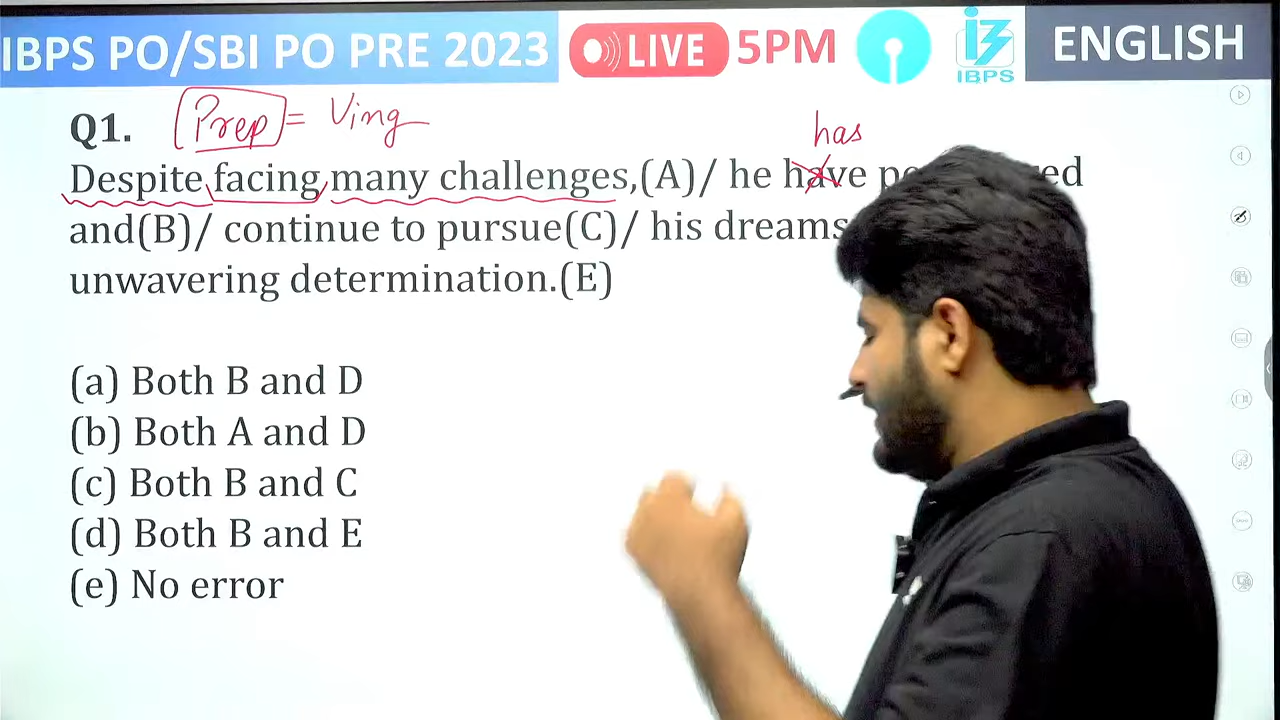 IBPS PO/SBI PO PRE 2023 LIVE 5PM IBPS ENGLISH
Q1. Prep = Ving
has
Despite facing many challenges,(A)/ he have
and(B)/ continue to pursue(C)/ his dreams
unwavering determination.(E)
(a) Both B and D
(b) Both A and D
(c) Both B and C
(d) Both B and E
(e) No error